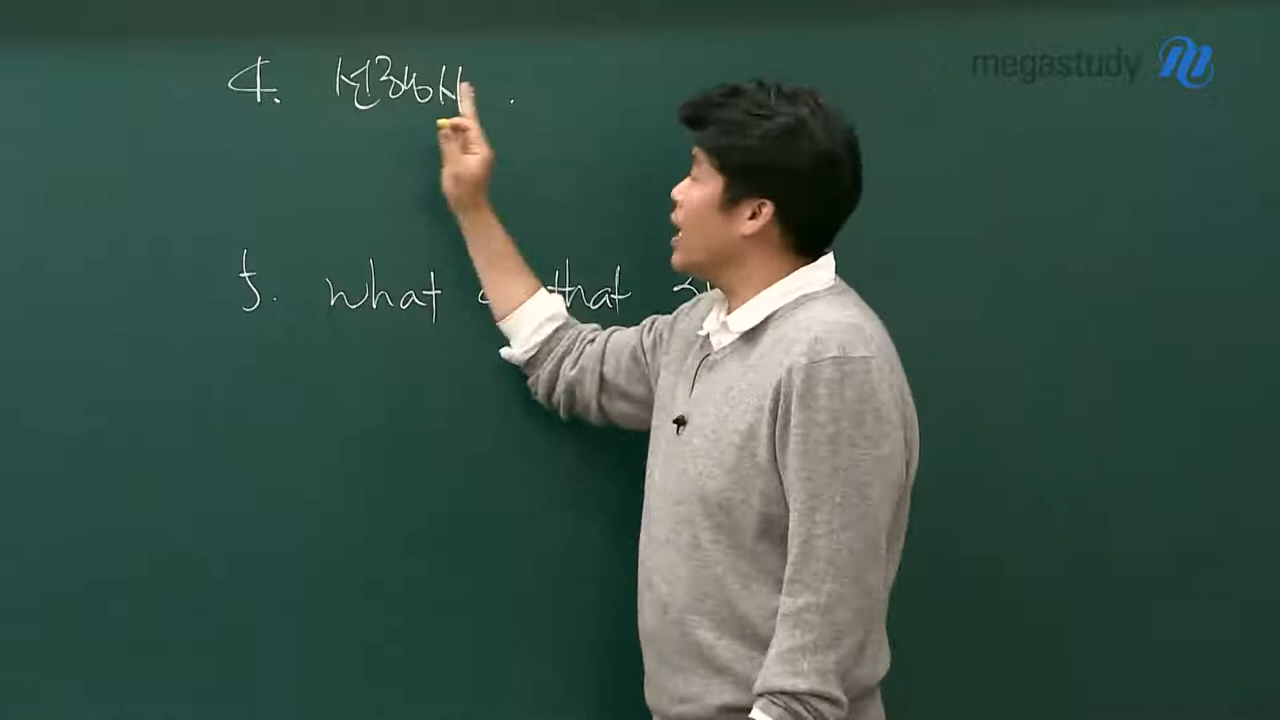 megastudy
4. 선행사 .
5. what that